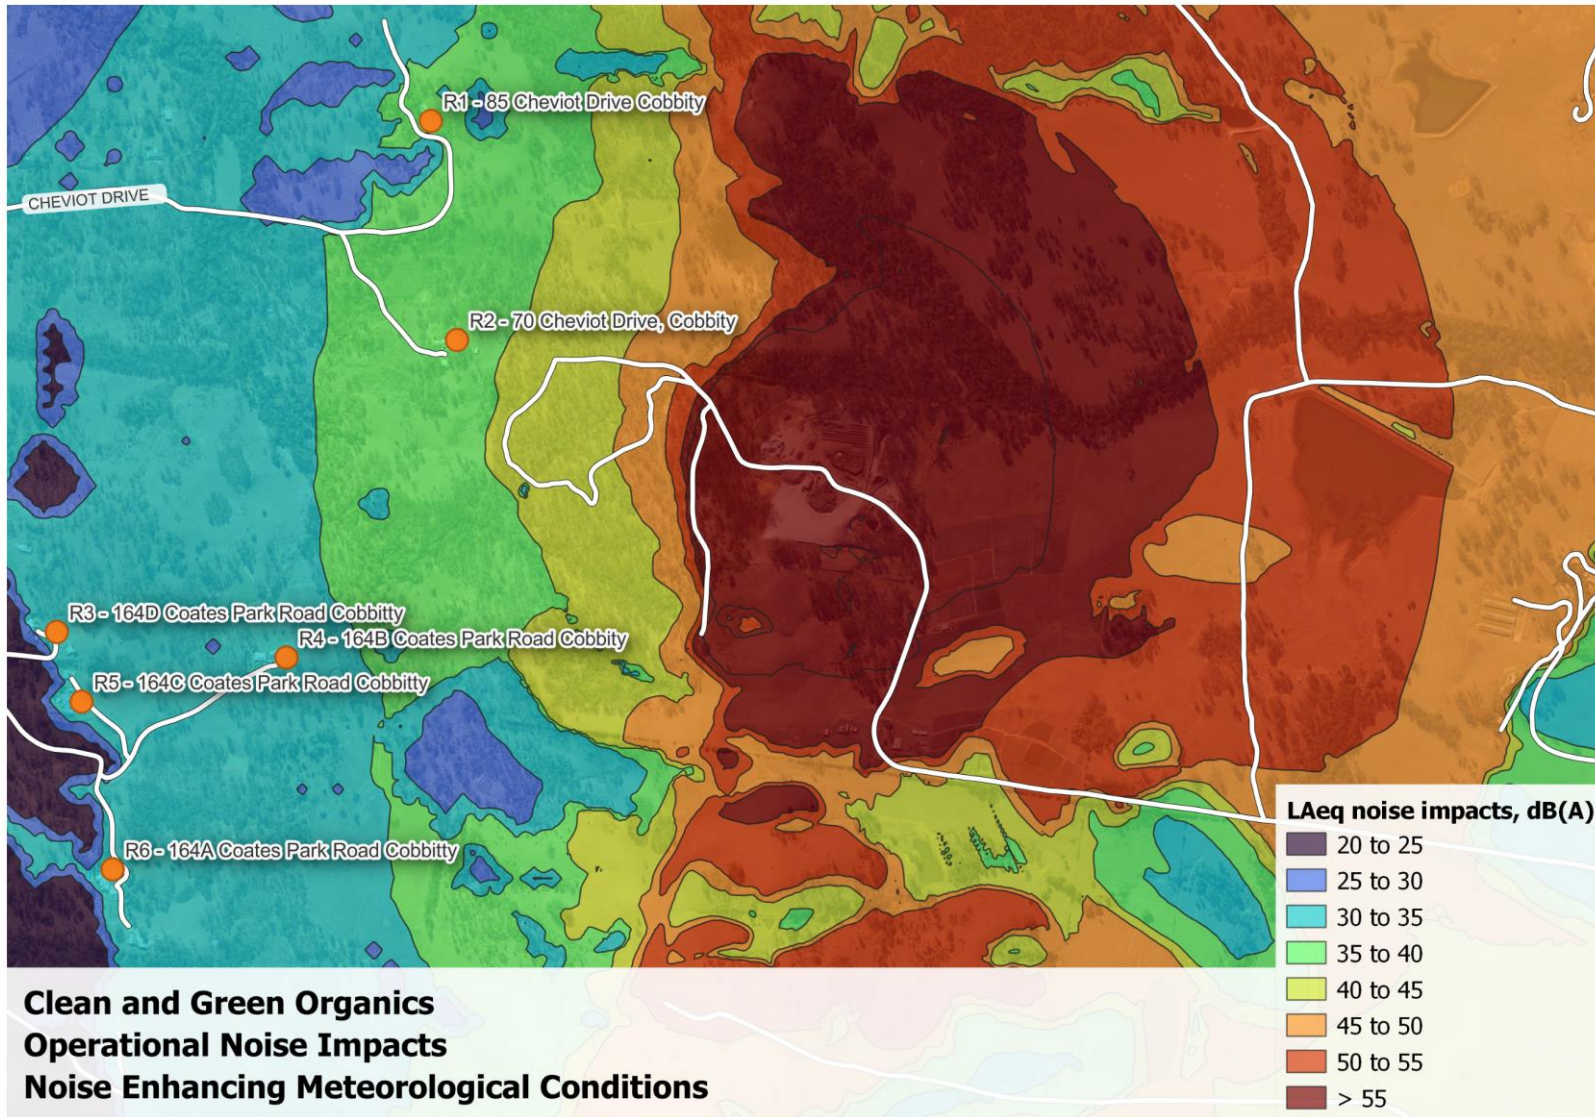 R1 - 85 Cheviot Drive Cobbity
CHEVIOT DRIVE
R2 - 70 Cheviot Drive, Cobbity
R3 - 164D Coates Park Road Cobbitty
R4 - 164B Coates Park Road Cobbity
R5 - 164C Coates Park Road Cobbitty
R6 - 164A Coates Park Road Cobbitty
LAeq noise impacts, dB(A)
20 to 25
25 to 30
30 to 35
35 to 40
40 to 45
45 to 50
50 to 55
> 55
Clean and Green Organics
Operational Noise Impacts
Noise Enhancing Meteorological Conditions